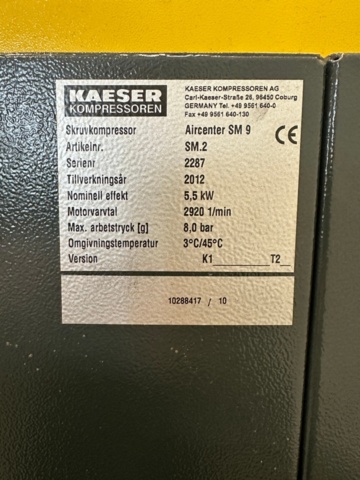 KAESER
KOMPRESSOREN
KAESER KOMPRESSOREN AG
Carl-Kaeser-Straße 26, 96450 Coburg
GERMANY Tel. +49 9561 640-0
Fax +49 9561 640-130
Skruvkompressor Aircenter SM 9 CE
Artikelnr. SM.2
Serienr 2287
Tillverkningsår 2012
Nominell effekt 5,5 kW
Motorvarvtal 2920 1/min
Max. arbetstryck [g] 8,0 bar
Omgivningstemperatur 3°C/45°C
Version K1 T2
10288417 / 10